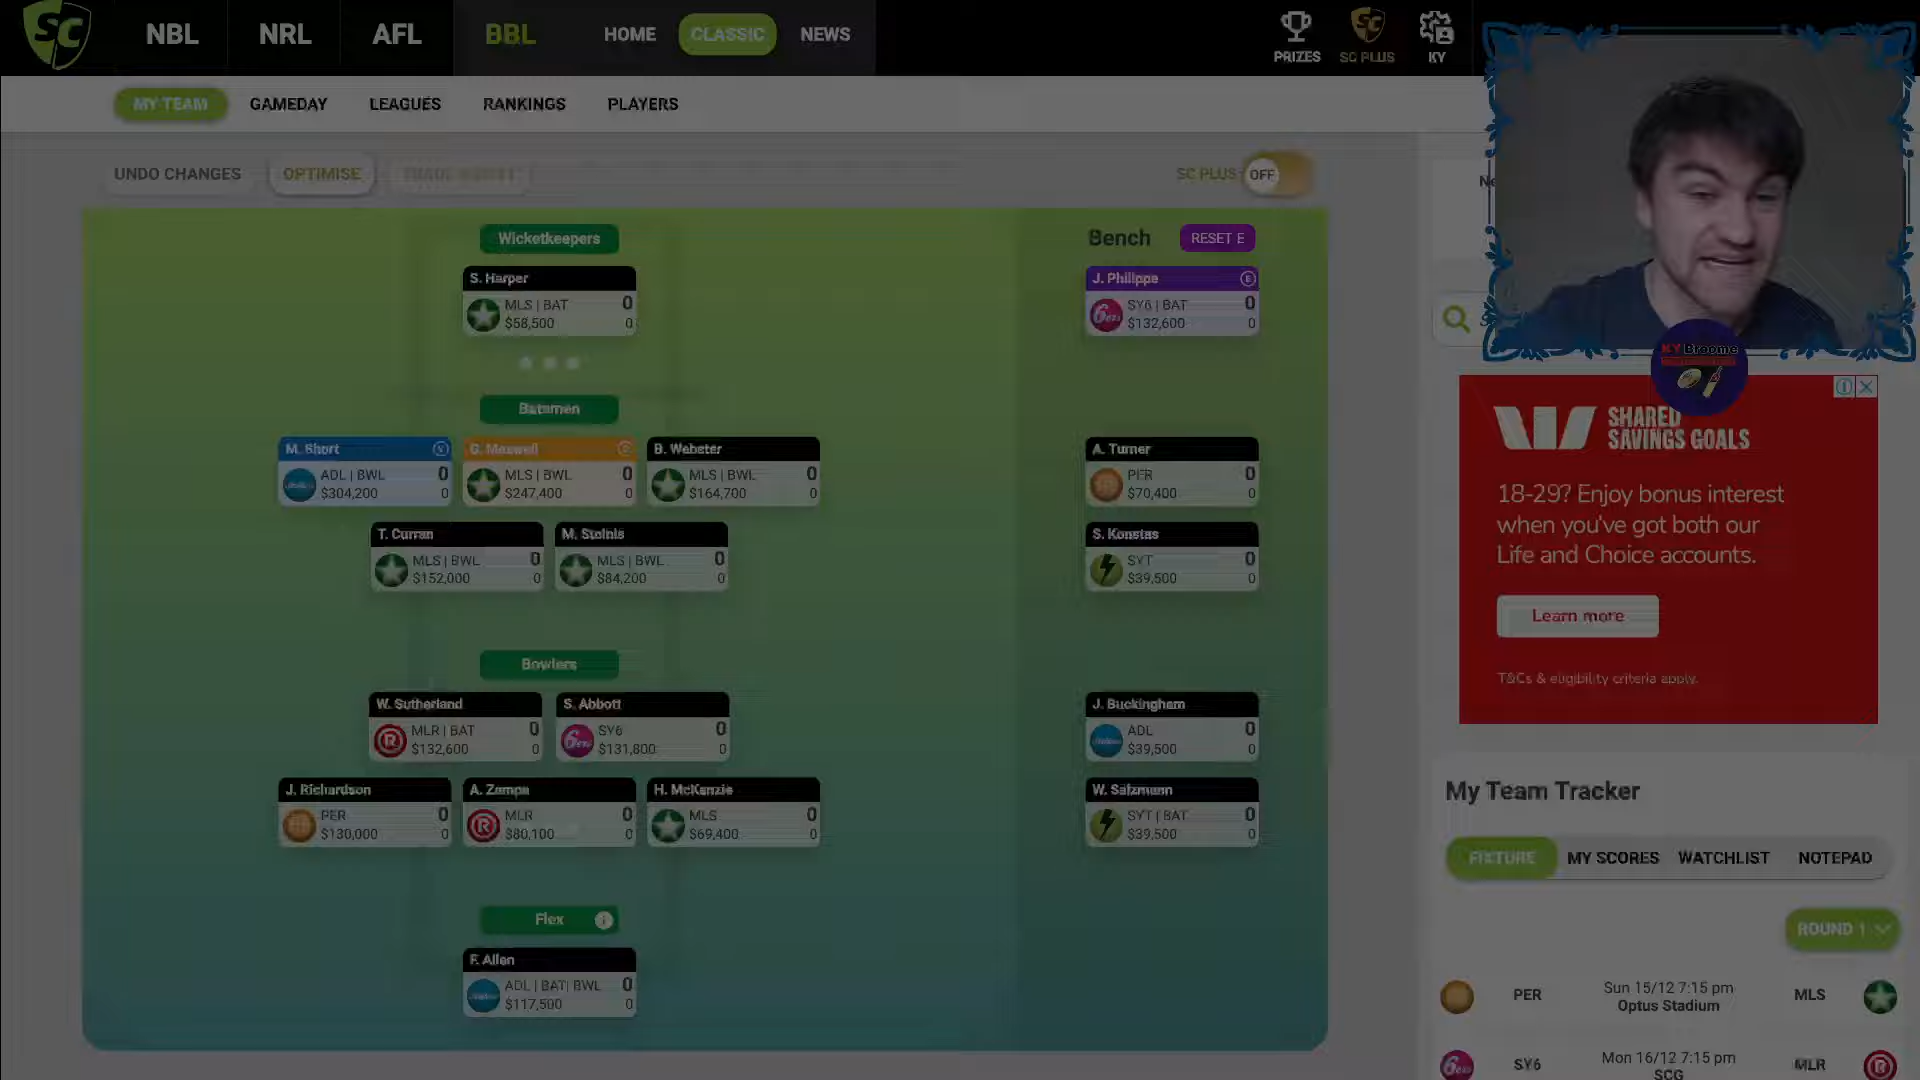 SC NBL NRL AFL BBL HOME CLASSIC NEWS PRIZES SC PLUS KY
MY TEAM GAMEDAY LEAGUES RANKINGS PLAYERS
UNDO CHANGES OPTIMISE SC PLUS OFF
Wicketkeepers
Bench RESET E
S. Harper
MLS | BAT 0
$58,500 0
J. Philippe E
SY6 | BAT 0
$132,600 0
Batsmen
M. Short V
ADL | BWL 0
$304,200 0
G. Maxwell C
MLS | BWL 0
$247,400 0
B. Webster
MLS | BWL 0
$164,700 0
A. Turner
PER 0
$70,400 0
T. Curran
MLS | BWL 0
$152,000 0
M. Stoinis
MLS | BWL 0
$84,200 0
S. Konstas
SYT 0
$39,500 0
Bowlers
W. Sutherland
MLR | BAT 0
$132,600 0
S. Abbott
SY6 0
$131,800 0
J. Buckingham
ADL 0
$39,500 0
J. Richardson
PER 0
$130,000 0
A. Zampa
MLR 0
$80,100 0
H. McKenzie
MLS 0
$69,400 0
W. Salzmann
SYT | BAT 0
$39,500 0
Flex i
F. Allen
ADL | BAT| BWL 0
$117,500 0
Ne
KY Broome
SHARED
SAVINGS GOALS
18-29? Enjoy bonus interest
when you've got both our
Life and Choice accounts.
Learn more
T&Cs & eligibility criteria apply.
My Team Tracker
FIXTURE MY SCORES WATCHLIST NOTEPAD
ROUND 1
PER Sun 15/12 7:15 pm MLS
Optus Stadium
SY6 Mon 16/12 7:15 pm MLR
SCG